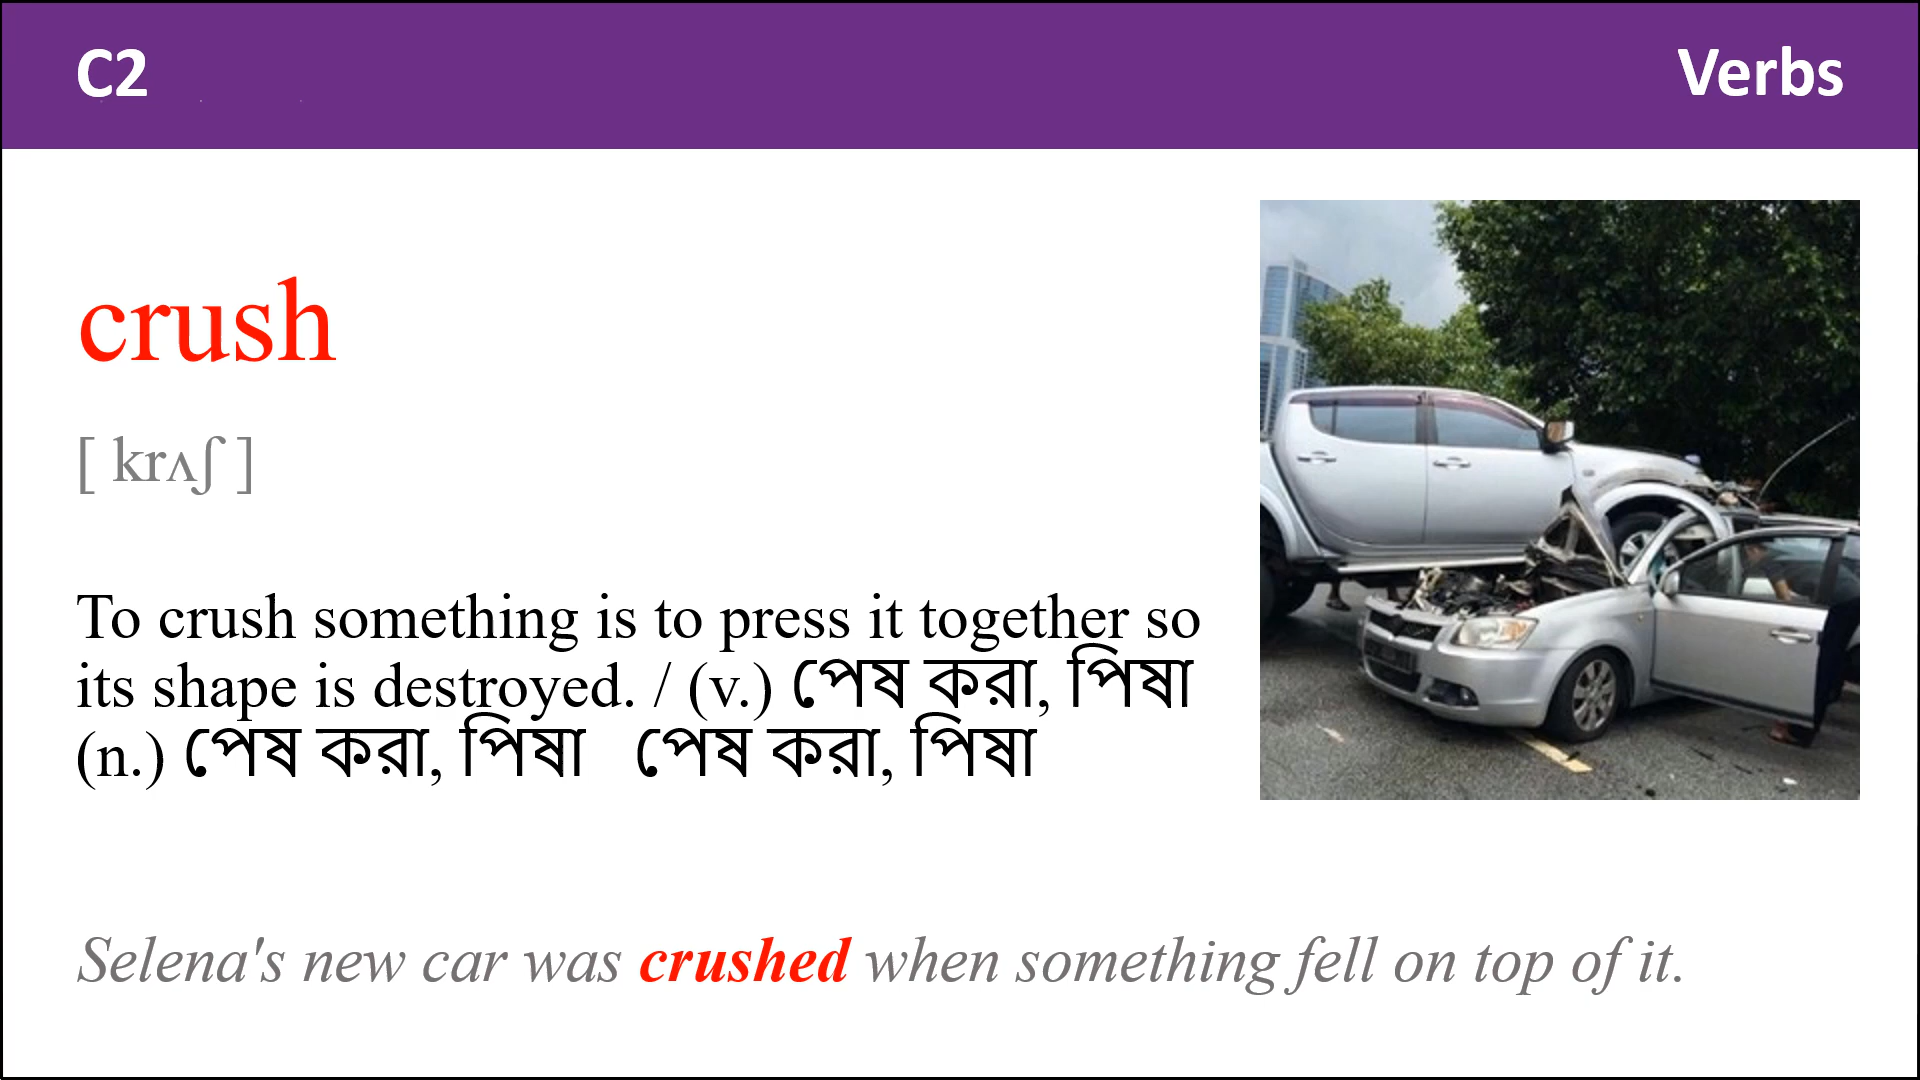 C2
Verbs
crush
[ krʌʃ ]
To crush something is to press it together so
its shape is destroyed. / (v.) পেষ করা, পিষা
(n.) পেষ করা, পিষা পেষ করা, পিষা
Selena's new car was crushed when something fell on top of it.